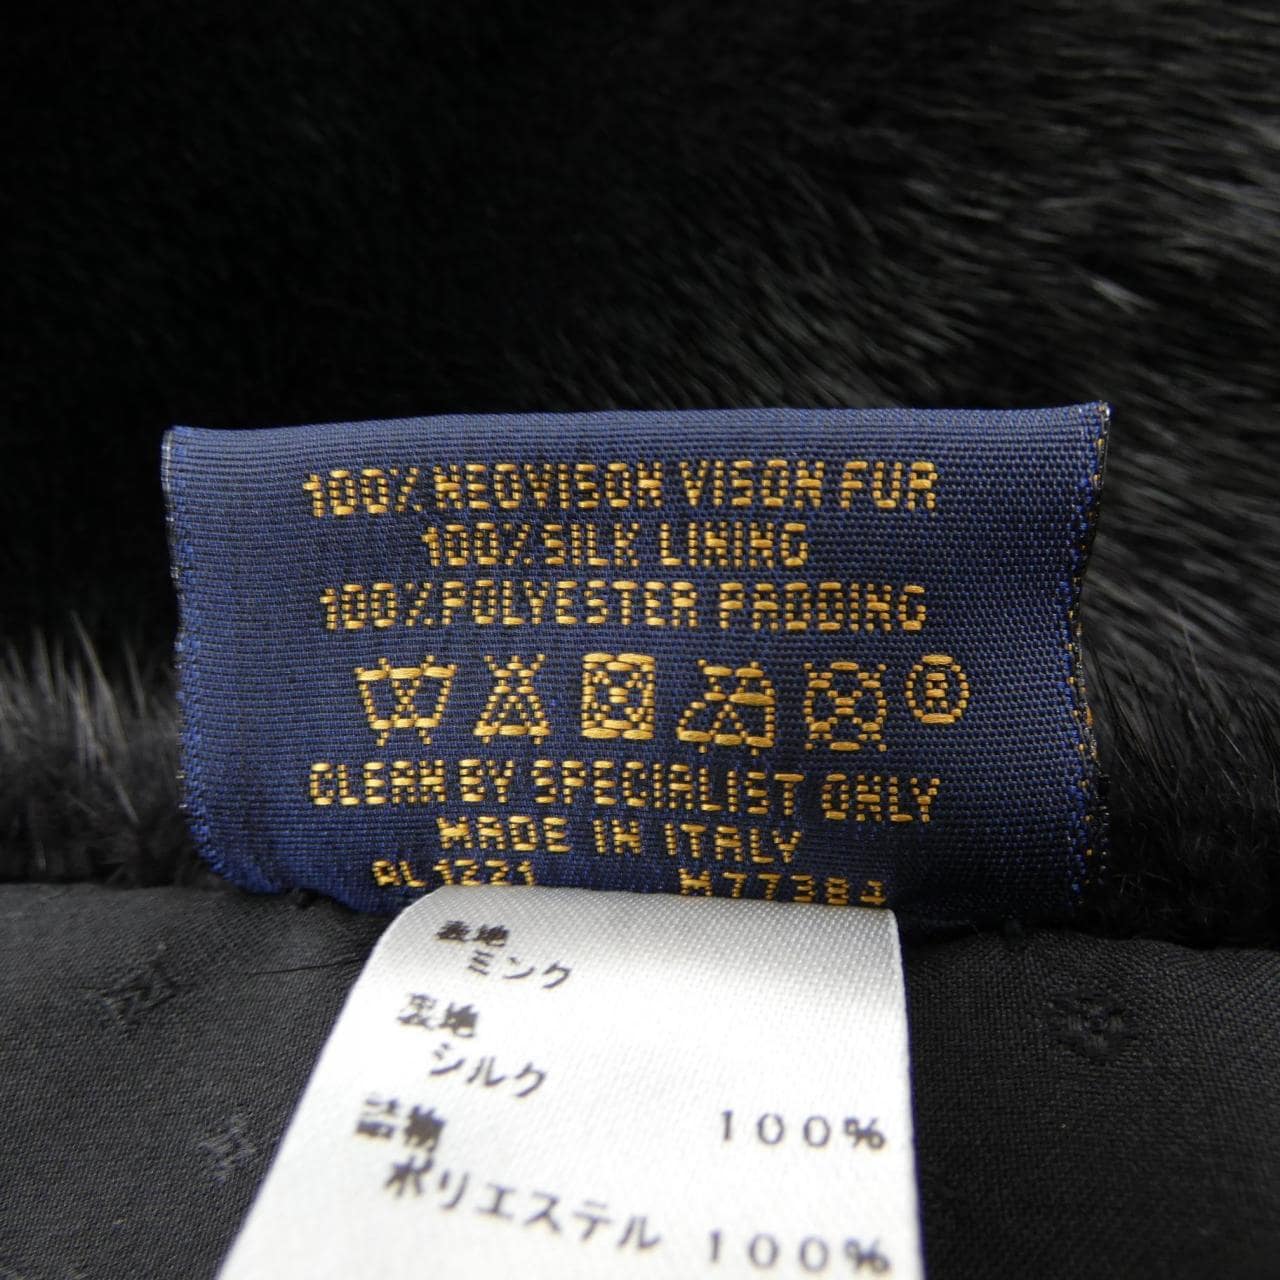 100% NEOVISON VISON FUR
100% SILK LINING
100% POLYESTER PADDING
®
CLEAN BY SPECIALIST ONLY
MADE IN ITALY
AL1221 M77384
表地
ミンク
裏地
シルク 100%
詰物
ポリエステル 100%